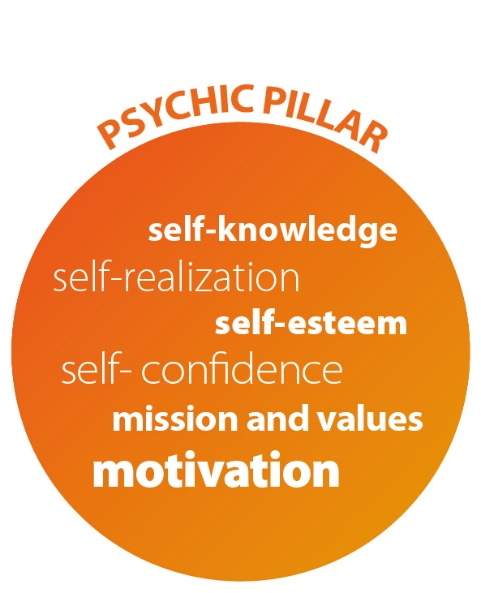 PSYCHIC PILLAR
self-knowledge
self-realization
self-esteem
self- confidence
mission and values
motivation